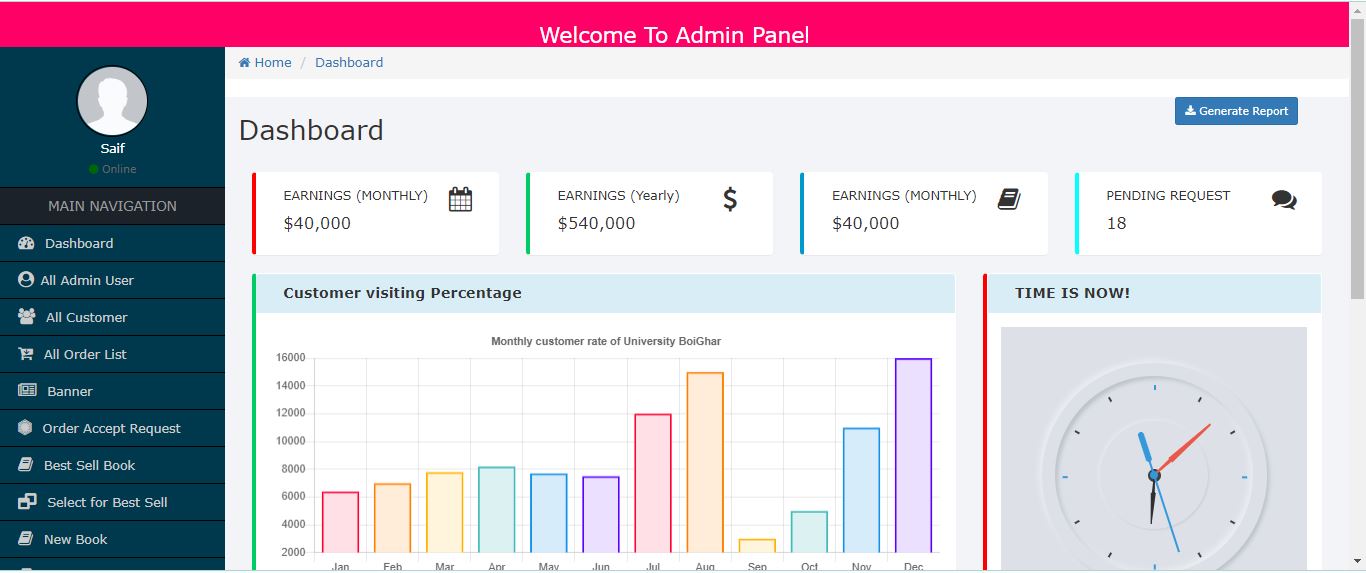 Welcome To Admin Panel
Home / Dashboard
Generate Report
Dashboard
Saif
Online
MAIN NAVIGATION
Dashboard
All Admin User
All Customer
All Order List
Banner
Order Accept Request
Best Sell Book
Select for Best Sell
New Book
EARNINGS (MONTHLY)
$40,000
EARNINGS (Yearly)
$540,000
EARNINGS (MONTHLY)
$40,000
PENDING REQUEST
18
Customer visiting Percentage
Monthly customer rate of University BoiGhar
16000
14000
12000
10000
8000
6000
4000
2000
Jan Feb Mar Apr May Jun Jul Aug Sep Oct Nov Dec
TIME IS NOW!